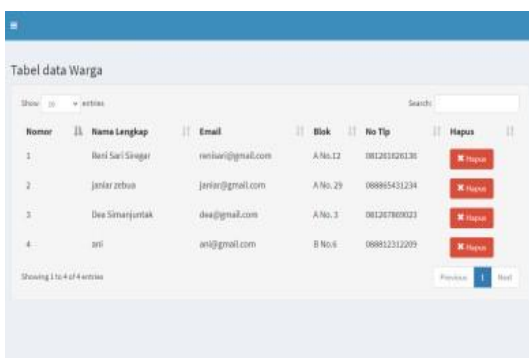 Tabel data Warga
Show 10 entries Search:
Nomor Nama Lengkap Email Blok No Tlp Hapus
1 Reni Sari Siregar renisari@gmail.com A No.12 Hapus
2 janiar zebua janiar@gmail.com A No. 29 088865431234 Hapus
3 Dea Simanjuntak dea@gmail.com A No. 3 081267869023 Hapus
4 ani ani@gmail.com B No.6 088812312209 Hapus
Showing 1 to 4 of 4 entries Previous 1 Next